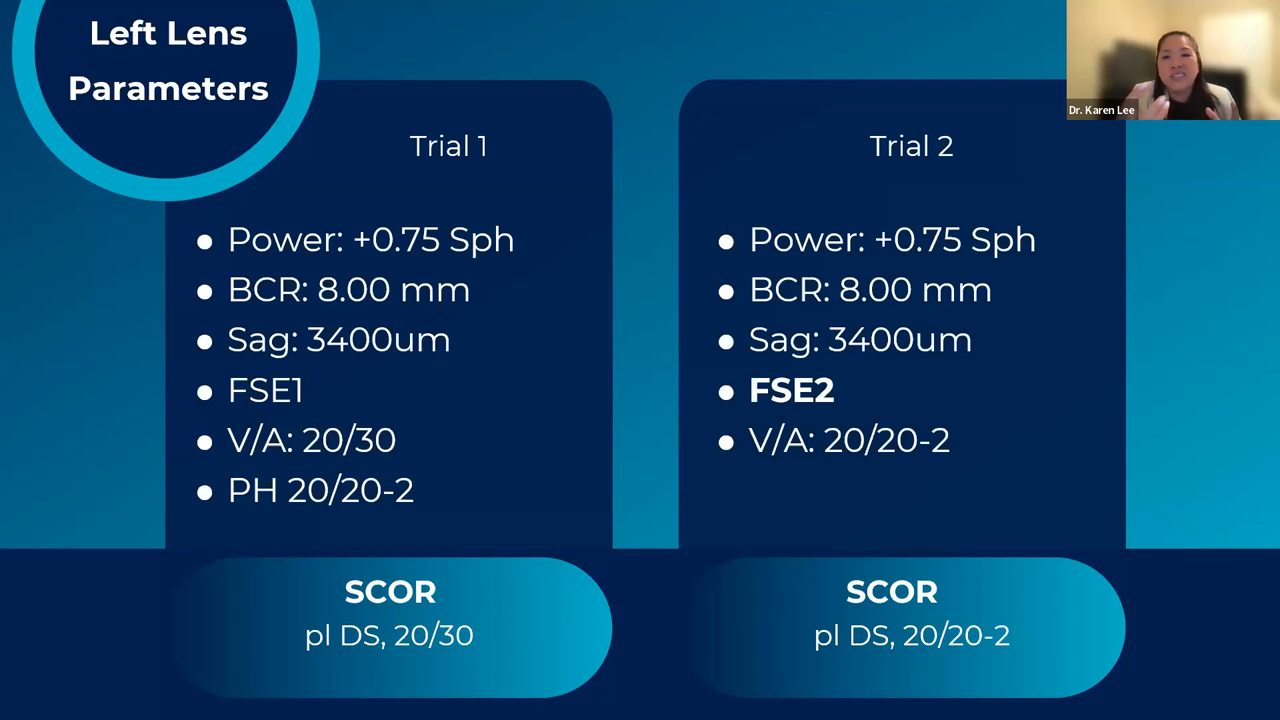 Left Lens
Parameters
Dr. Karen Lee
Trial 1
● Power: +0.75 Sph
● BCR: 8.00 mm
● Sag: 3400um
● FSE1
● V/A: 20/30
● PH 20/20-2
SCOR
pl DS, 20/30
Trial 2
● Power: +0.75 Sph
● BCR: 8.00 mm
● Sag: 3400um
● FSE2
● V/A: 20/20-2
SCOR
pl DS, 20/20-2